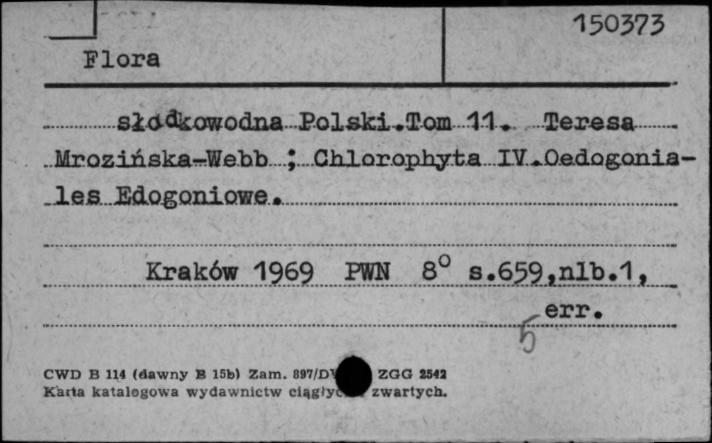 150373
Flora
słodkowodna Polski.Tom 11. Teresa
Mrozińska-Webb ; Chlorophyta IV.Oedogonia-
les Edogoniowe.
Kraków 1969 PWN 8° s.659,nlb.1,
err.
5
CWD B 114 (dawny B 15b) Zam. 897/ ZGG 2542
Karta katalogowa wydawnictw zwartych.